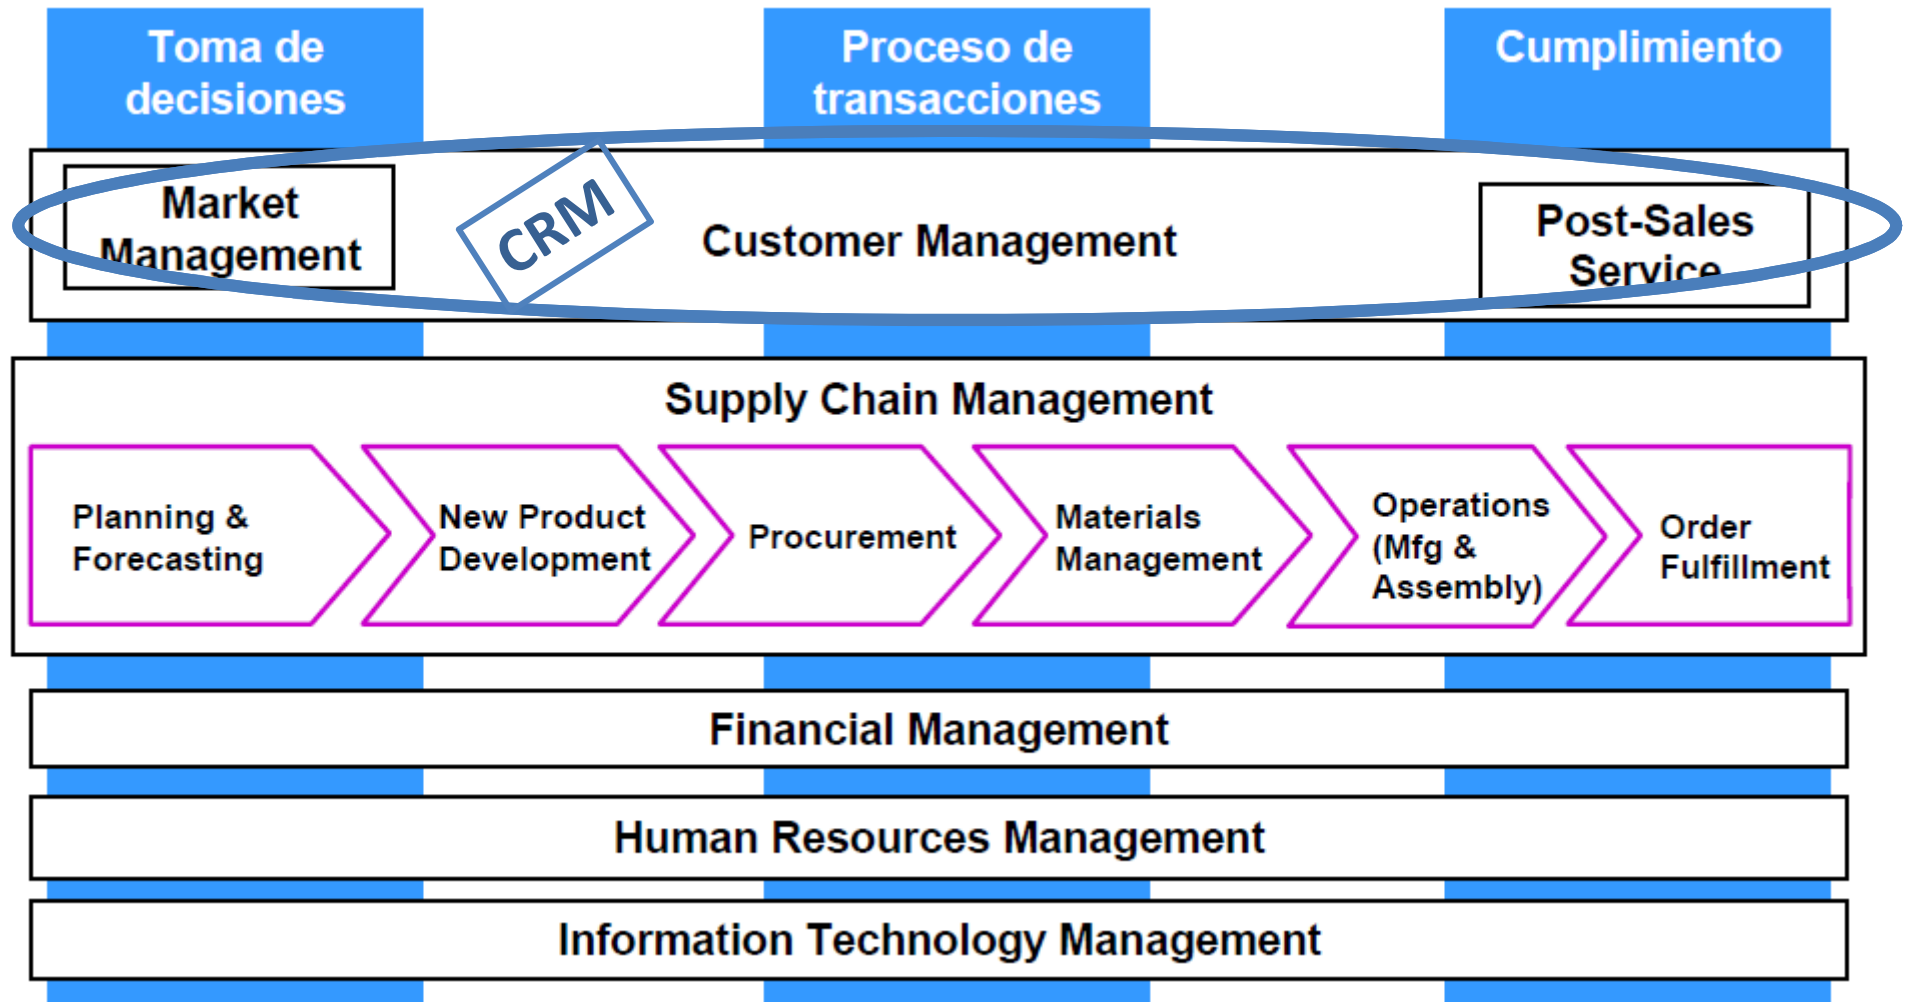 Toma de
decisiones
Proceso de
transacciones
Cumplimiento
Market
Management
CRM
Customer Management
Post-Sales
Service
Supply Chain Management
Planning &
Forecasting
New Product
Development
Procurement
Materials
Management
Operations
(Mfg &
Assembly)
Order
Fulfillment
Financial Management
Human Resources Management
Information Technology Management